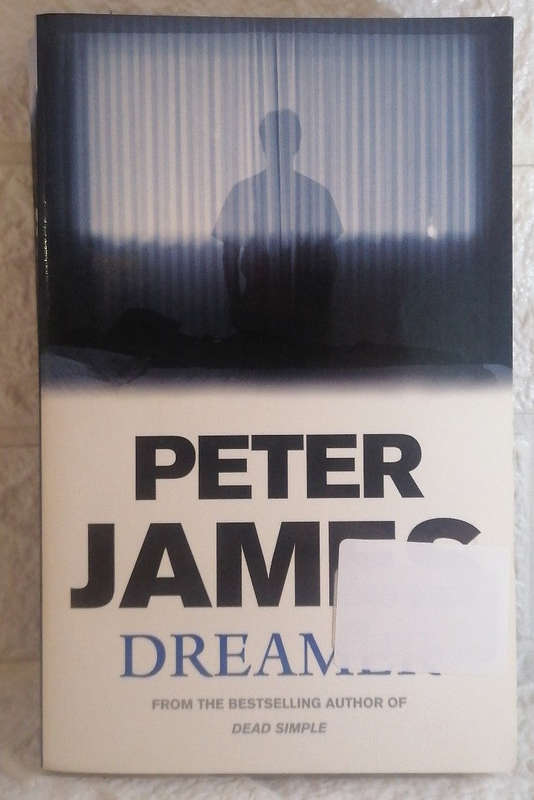 PETER
JAMES
DREAMER
FROM THE BESTSELLING AUTHOR OF
DEAD SIMPLE